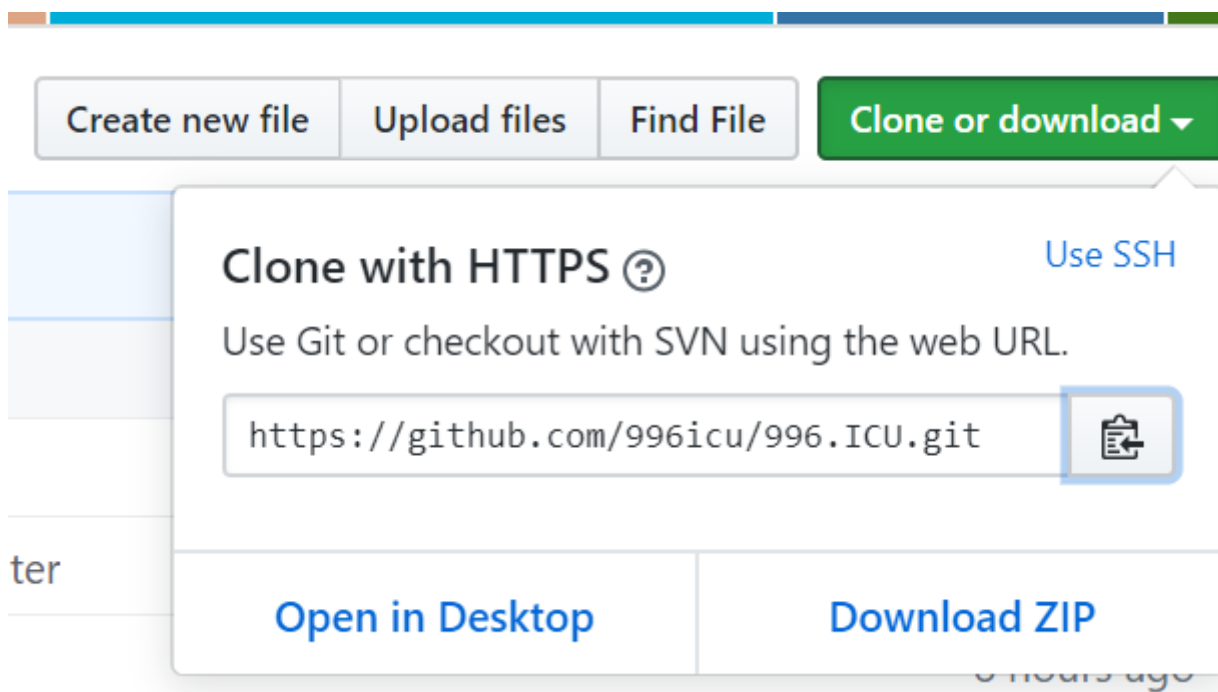 Create new file Upload files Find File Clone or download
Clone with HTTPS Use SSH
Use Git or checkout with SVN using the web URL.
https://github.com/996icu/996.ICU.git
ter
Open in Desktop Download ZIP
hours ago